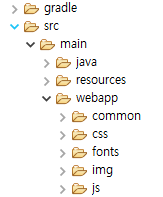 gradle
src
main
java
resources
webapp
common
css
fonts
img
js